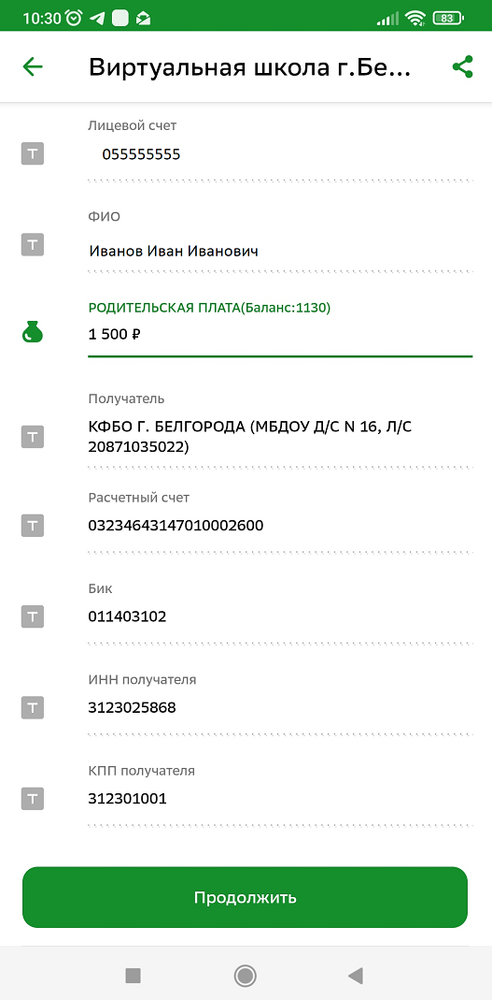 10:30
83
Виртуальная школа г.Бе...
Лицевой счет
055555555
ФИО
Иванов Иван Иванович
РОДИТЕЛЬСКАЯ ПЛАТА(Баланс:1130)
1 500 ₽
Получатель
КФБО Г. БЕЛГОРОДА (МБДОУ Д/С N 16, Л/С
20871035022)
Расчетный счет
03234643147010002600
Бик
011403102
ИНН получателя
3123025868
КПП получателя
312301001
Продолжить